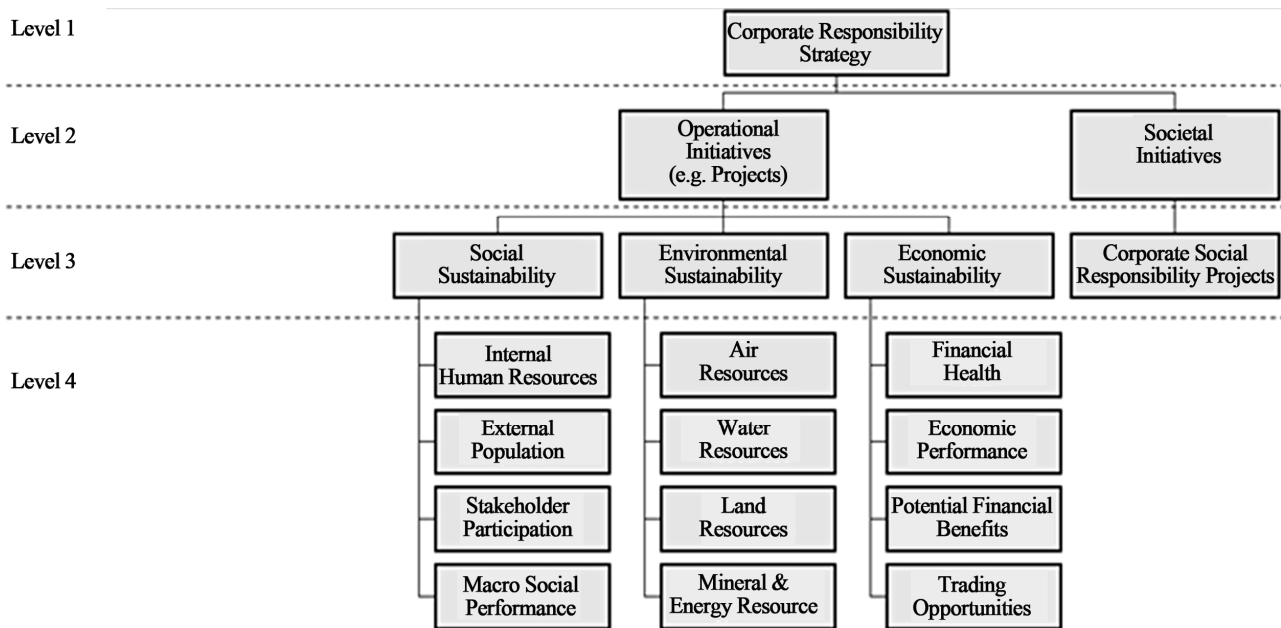 Level 1
Corporate Responsibility
Strategy
Level 2
Operational
Initiatives
(e.g. Projects)
Societal
Initiatives
Level 3
Social
Sustainability
Environmental
Sustainability
Economic
Sustainability
Corporate Social
Responsibility Projects
Level 4
Internal
Human Resources
External
Population
Stakeholder
Participation
Macro Social
Performance
Air
Resources
Water
Resources
Land
Resources
Mineral &
Energy Resource
Financial
Health
Economic
Performance
Potential Financial
Benefits
Trading
Opportunities